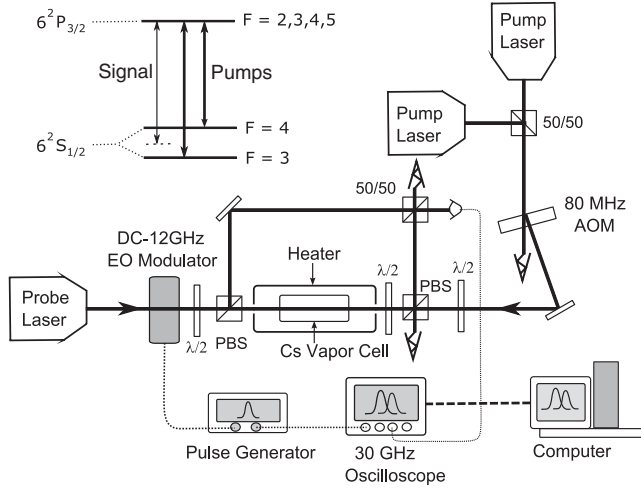 6²P3/2
F = 2,3,4,5
Signal
Pumps
6²S1/2
F = 4
F = 3
Pump
Laser
Pump
Laser
50/50
50/50
80 MHz
AOM
DC-12GHz
EO Modulator
Heater
λ/2
λ/2
PBS
Probe
Laser
λ/2
PBS
Cs Vapor Cell
Pulse Generator
30 GHz
Oscilloscope
Computer